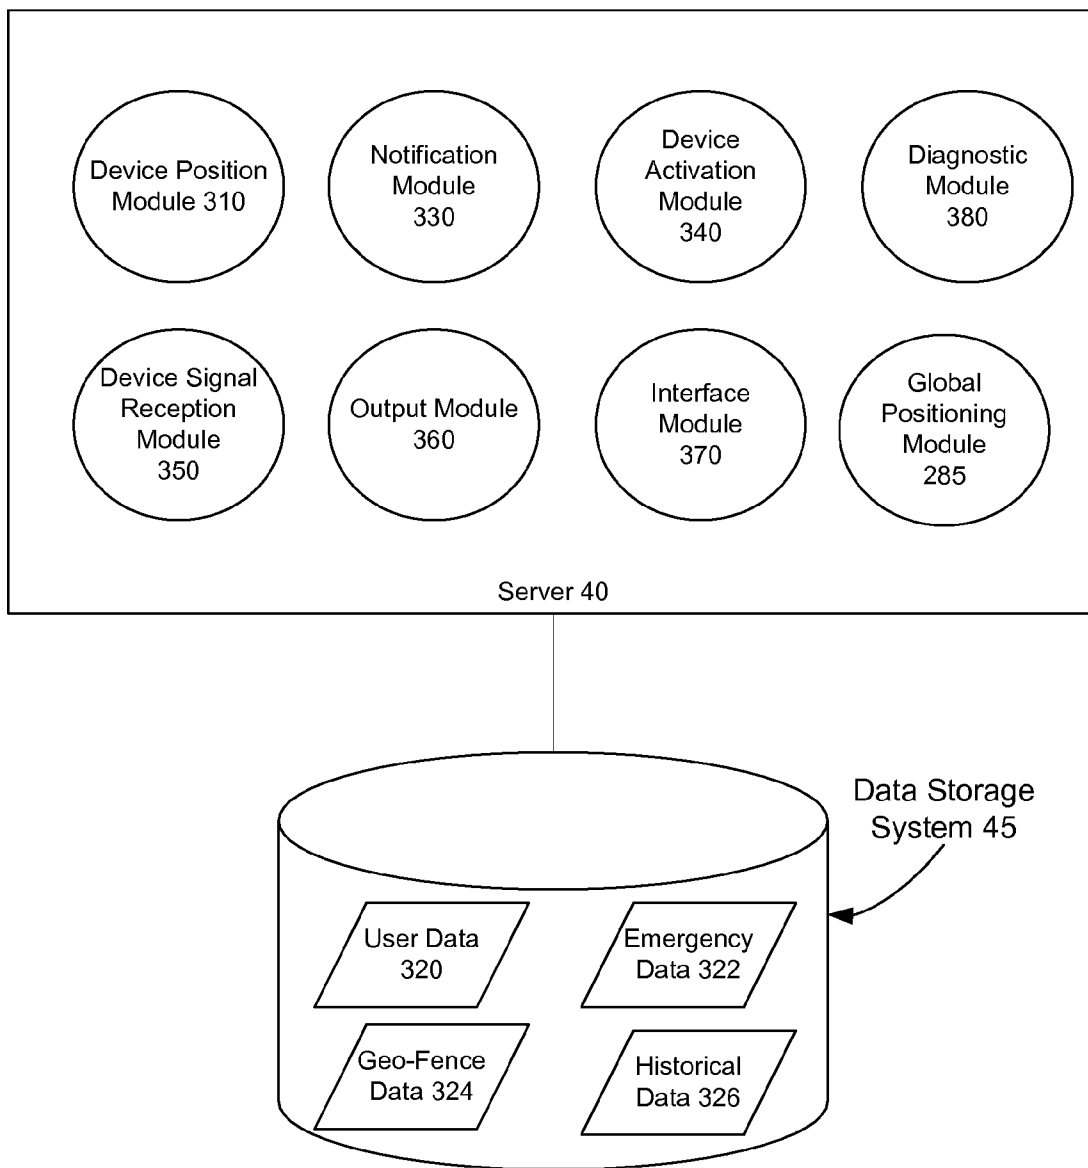 Device Position
Module 310
Notification
Module
330
Device
Activation
Module
340
Diagnostic
Module
380
Device Signal
Reception
Module
350
Output Module
360
Interface
Module
370
Global
Positioning
Module
285
Server 40
Data Storage
System 45
User Data
320
Emergency
Data 322
Geo-Fence
Data 324
Historical
Data 326